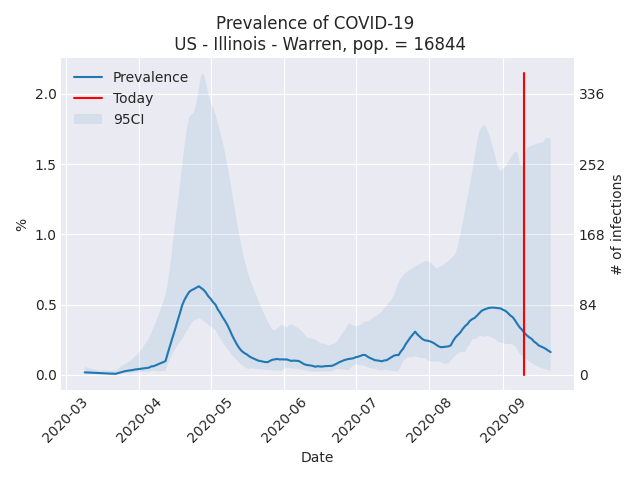 Prevalence of COVID-19
US - Illinois - Warren, pop. = 16844
Prevalence
Today
95CI
2.0
1.5
1.0
0.5
0.0
%
336
252
168
84
0
# of infections
2020-03
2020-04
2020-05
2020-06
2020-07
2020-08
2020-09
Date